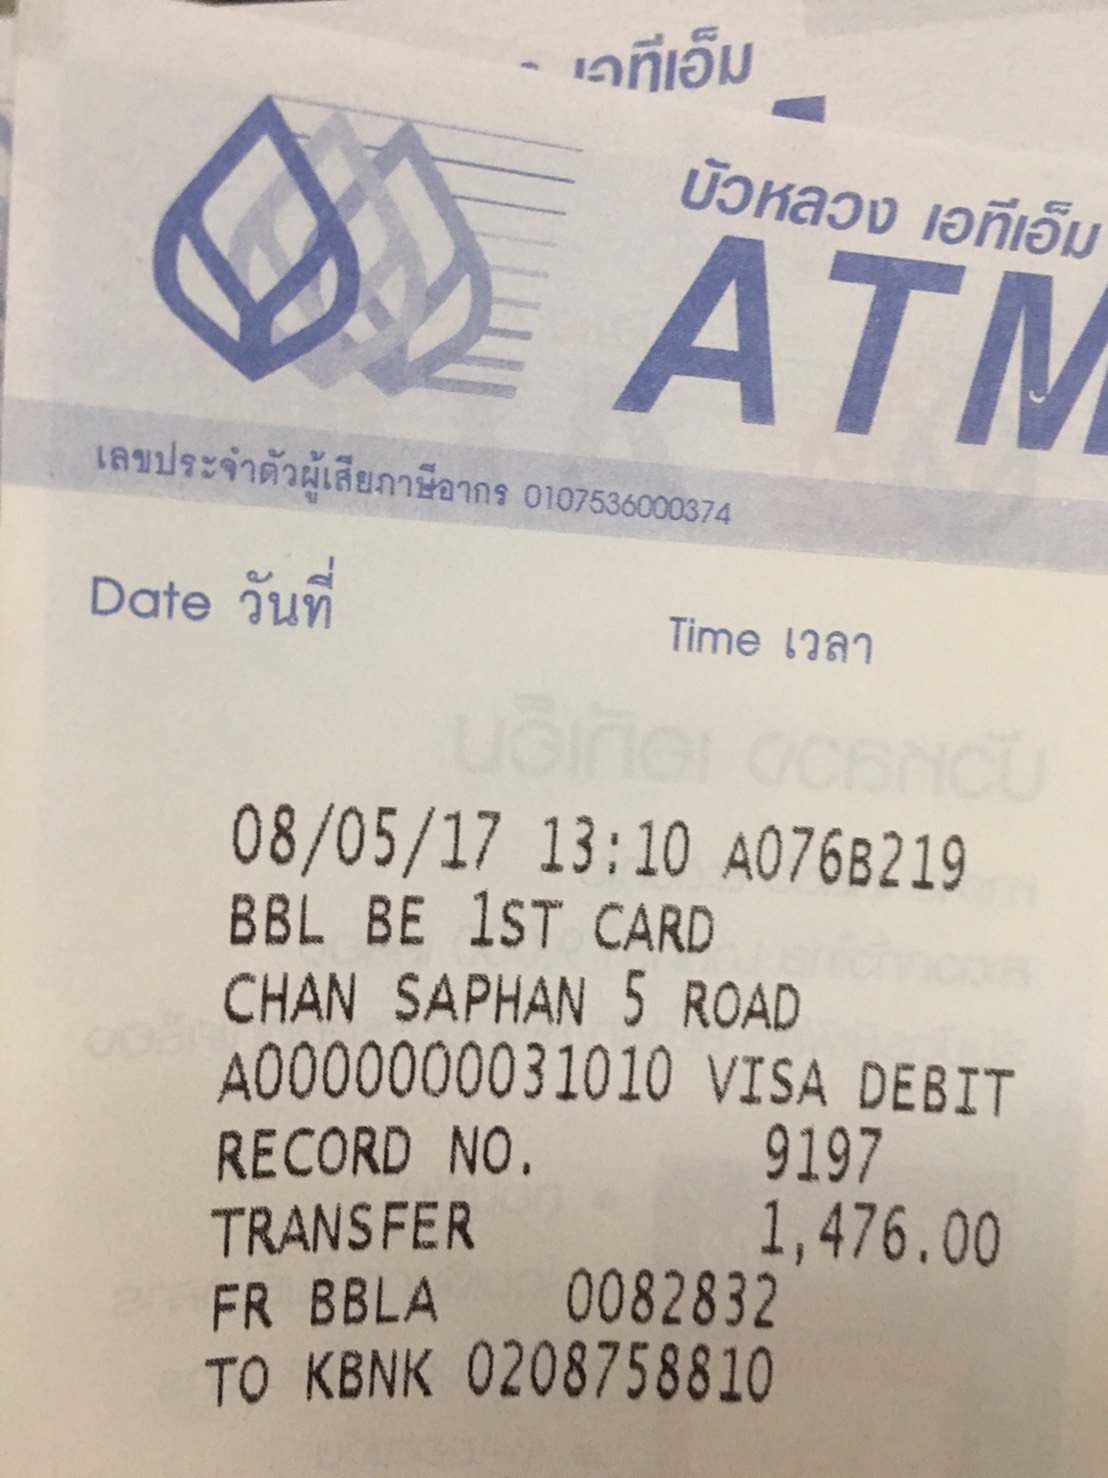 เอทีเอ็ม
บัวหลวง เอทีเอ็ม
ATM
เลขประจำตัวผู้เสียภาษีอากร 0107536000374
Date วันที่
Time เวลา
08/05/17 13:10 A076B219
BBL BE 1ST CARD
CHAN SAPHAN 5 ROAD
A0000000031010 VISA DEBIT
RECORD NO. 9197
TRANSFER 1,476.00
FR BBLA 0082832
TO KBNK 0208758810